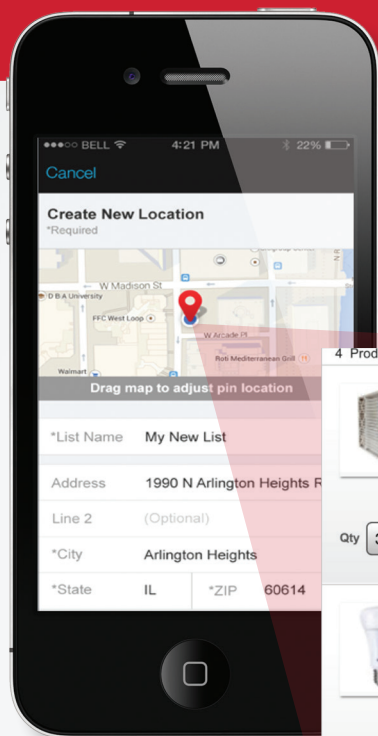 BELL 4:21 PM 22%
Cancel
Create New Location
*Required
W Madison St
D B A University
FFC West Loop
W Arcade Pl
Roti Mediterranean Grill
Walmart
Drag map to adjust pin location
4 Prod
*List Name My New List
Address 1990 N Arlington Heights R
Line 2 (Optional)
Qty 3
*City Arlington Heights
*State IL *ZIP 60614